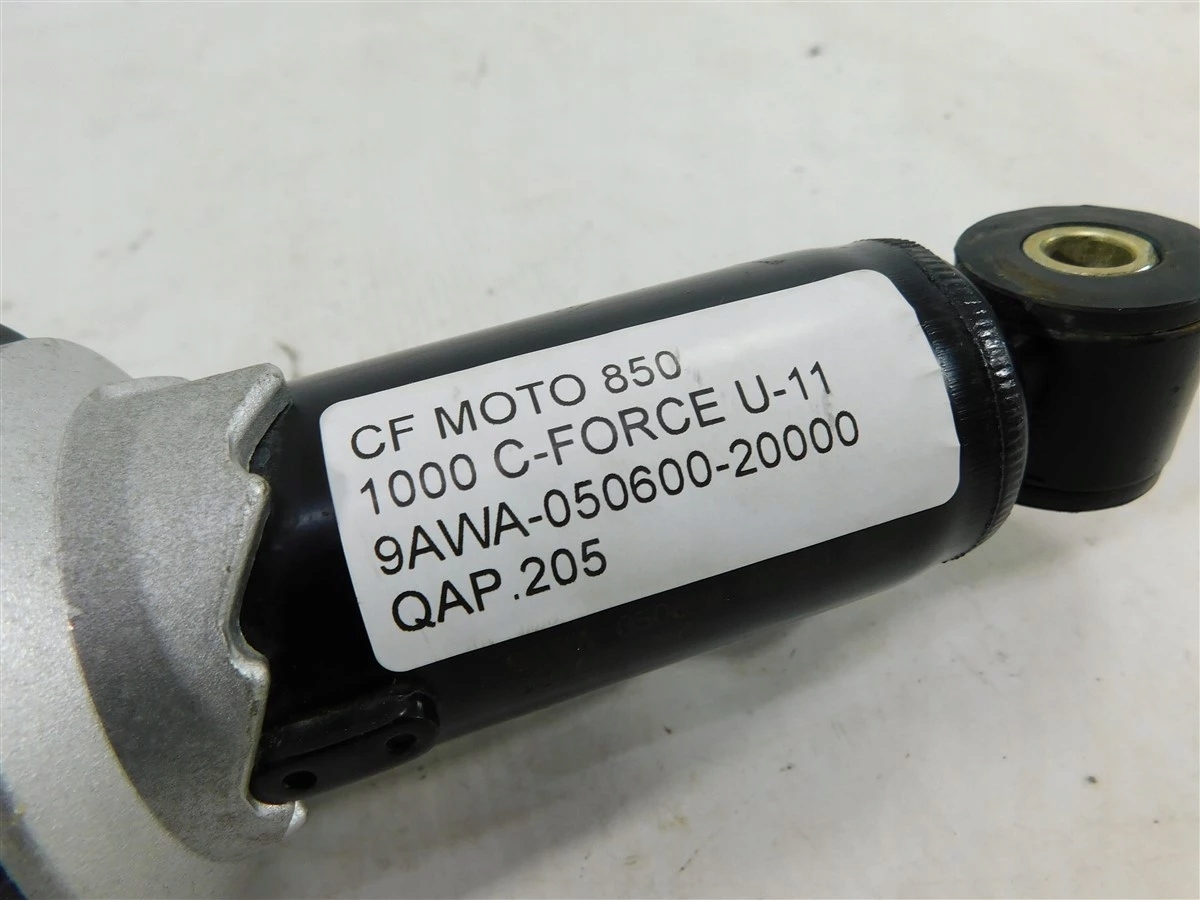 CF MOTO 850
1000 C-FORCE U-11
9AWA-050600-20000
QAP.205